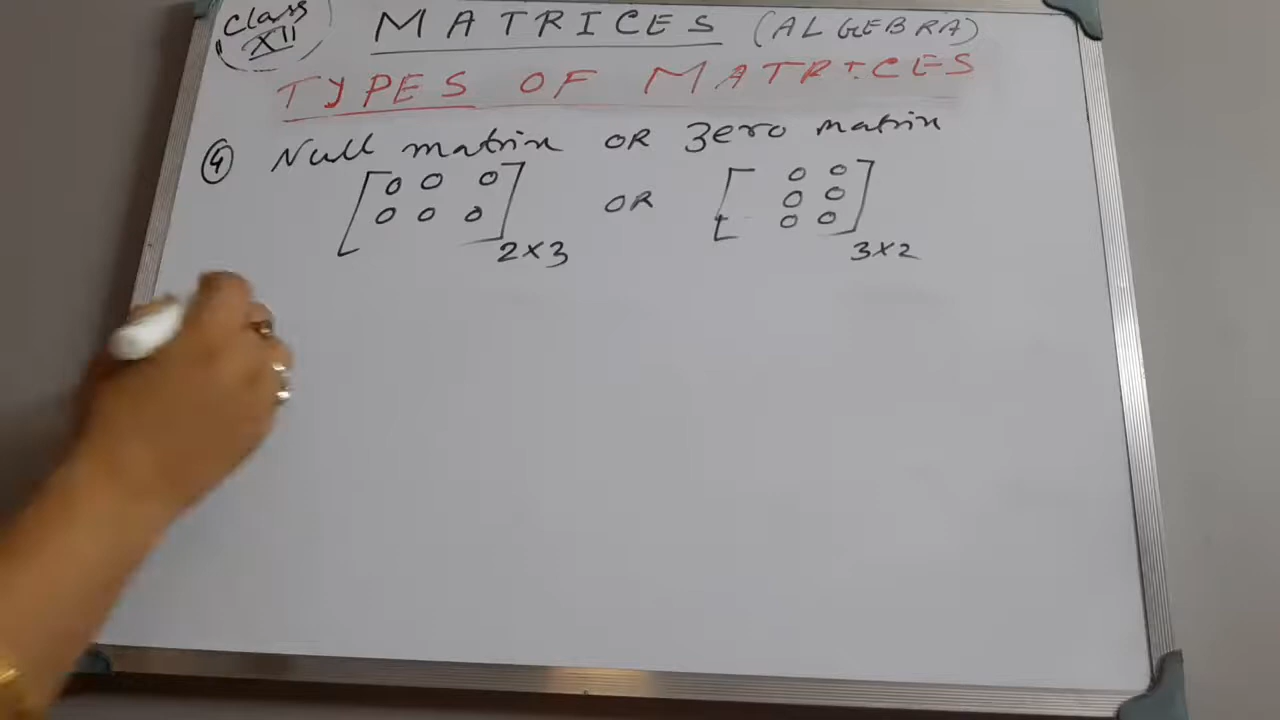 Class XII
MATRICES (ALGEBRA)
TYPES OF MATRICES
④ Null matrix OR Zero matrix
[0 0 0 OR [0 0
0 0 0]2×3 0 0
0 0]3×2